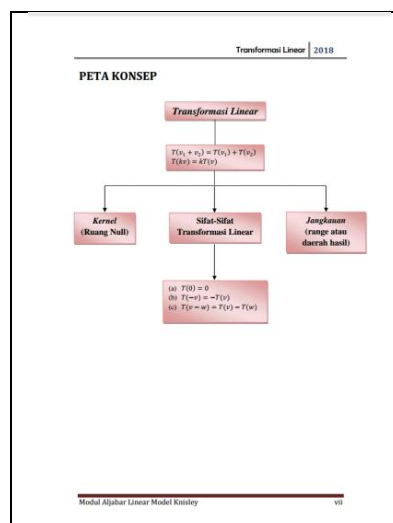 Transformasi Linear 2018
PETA KONSEP
Transformasi Linear
T(v₁ + v₂) = T(v₁) + T(v₂)
T(kv) = kT(v)
Kernel
(Ruang Null)
Sifat-Sifat
Transformasi Linear
Jangkauan
(range atau
daerah hasil)
(a) T(0) = 0
(b) T(−v) = −T(v)
(c) T(v − w) = T(v) − T(w)
Modul Aljabar Linear Model Knisley vii